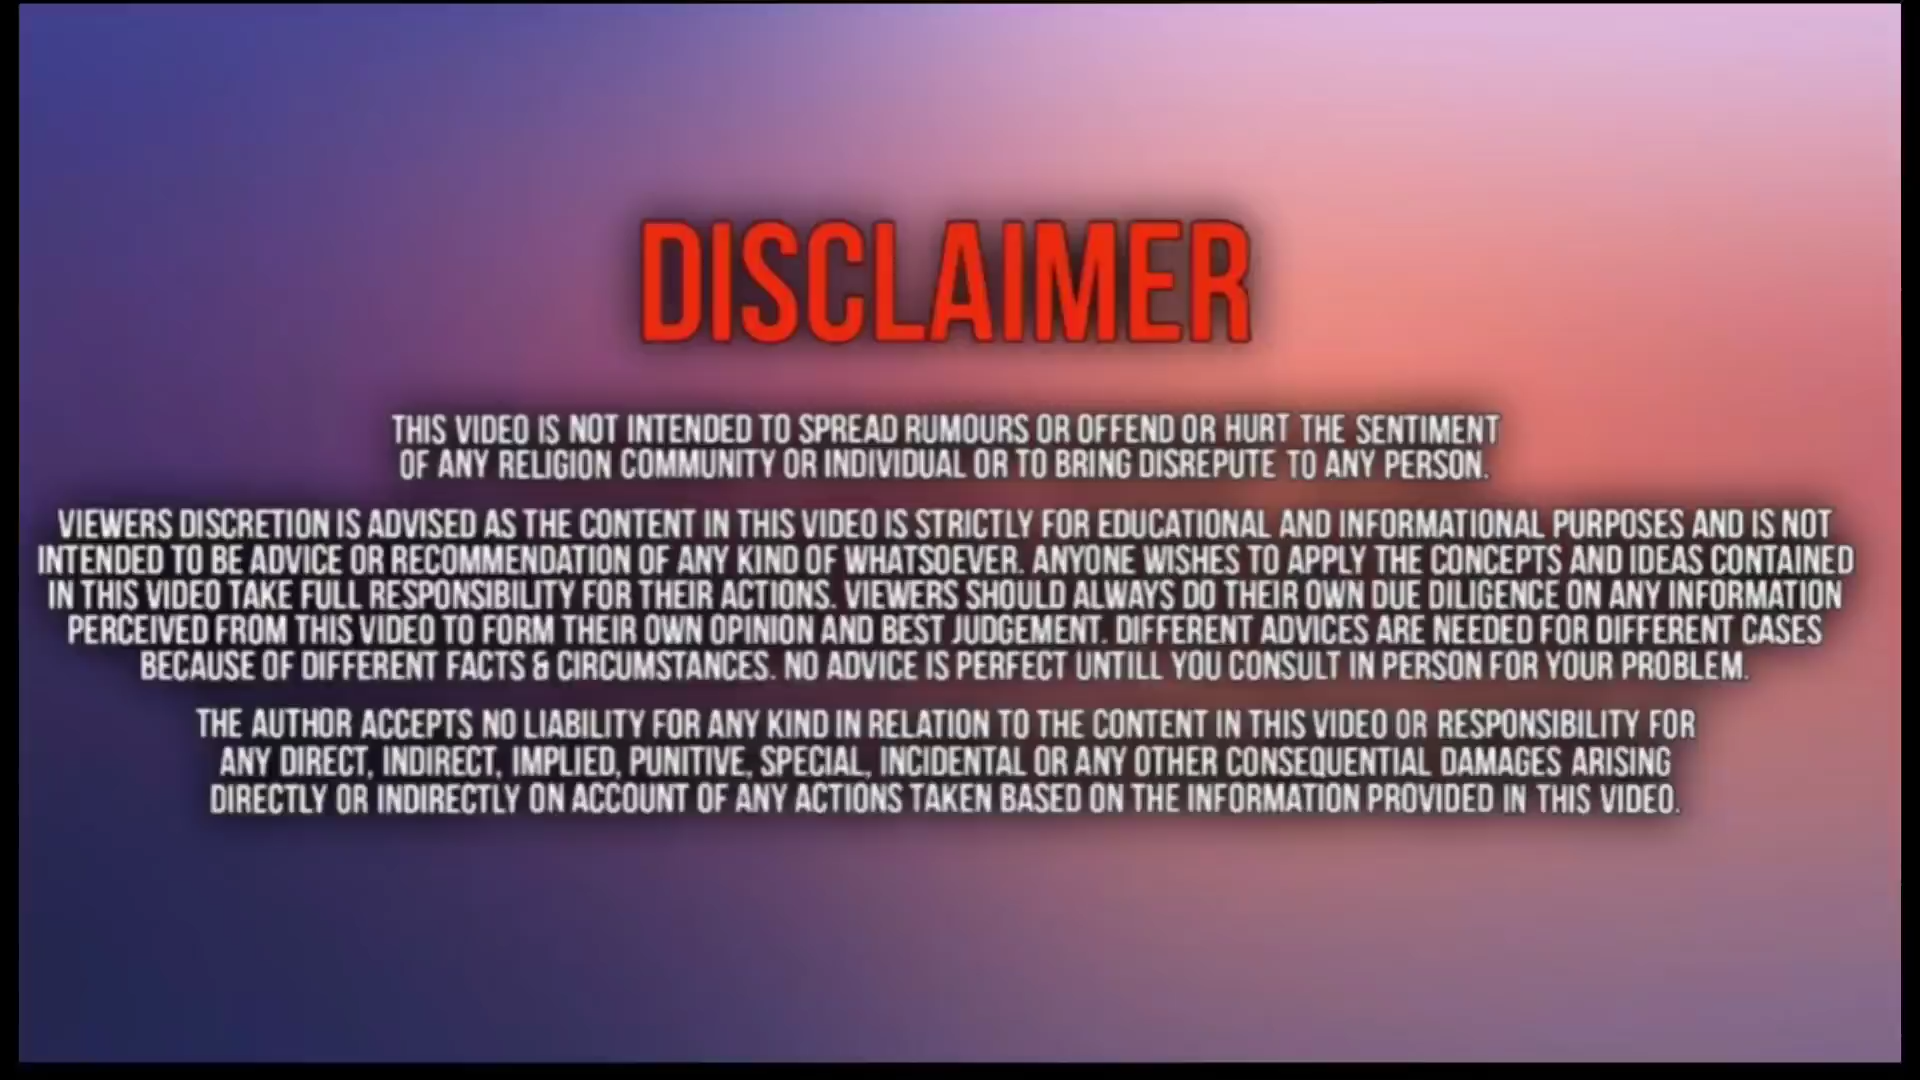 DISCLAIMER
THIS VIDEO IS NOT INTENDED TO SPREAD RUMOURS OR OFFEND OR HURT THE SENTIMENT
OF ANY RELIGION COMMUNITY OR INDIVIDUAL OR TO BRING DISREPUTE TO ANY PERSON.
VIEWERS DISCRETION IS ADVISED AS THE CONTENT IN THIS VIDEO IS STRICTLY FOR EDUCATIONAL AND INFORMATIONAL PURPOSES AND IS NOT
INTENDED TO BE ADVICE OR RECOMMENDATION OF ANY KIND OF WHATSOEVER. ANYONE WISHES TO APPLY THE CONCEPTS AND IDEAS CONTAINED
IN THIS VIDEO TAKE FULL RESPONSIBILITY FOR THEIR ACTIONS. VIEWERS SHOULD ALWAYS DO THEIR OWN DUE DILIGENCE ON ANY INFORMATION
PERCEIVED FROM THIS VIDEO TO FORM THEIR OWN OPINION AND BEST JUDGEMENT. DIFFERENT ADVICES ARE NEEDED FOR DIFFERENT CASES
BECAUSE OF DIFFERENT FACTS & CIRCUMSTANCES. NO ADVICE IS PERFECT UNTILL YOU CONSULT IN PERSON FOR YOUR PROBLEM.
THE AUTHOR ACCEPTS NO LIABILITY FOR ANY KIND IN RELATION TO THE CONTENT IN THIS VIDEO OR RESPONSIBILITY FOR
ANY DIRECT, INDIRECT, IMPLIED, PUNITIVE, SPECIAL, INCIDENTAL OR ANY OTHER CONSEQUENTIAL DAMAGES ARISING
DIRECTLY OR INDIRECTLY ON ACCOUNT OF ANY ACTIONS TAKEN BASED ON THE INFORMATION PROVIDED IN THIS VIDEO.